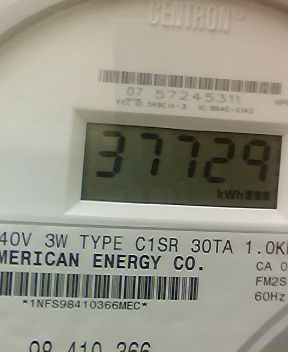 CENTRON®
07 57245311
37729
kWh
40V 3W TYPE C1SR 30TA 1.0K
MERICAN ENERGY CO.
CA 0
FM2S
60Hz
*1NFS98410366MEC*
98 410 366